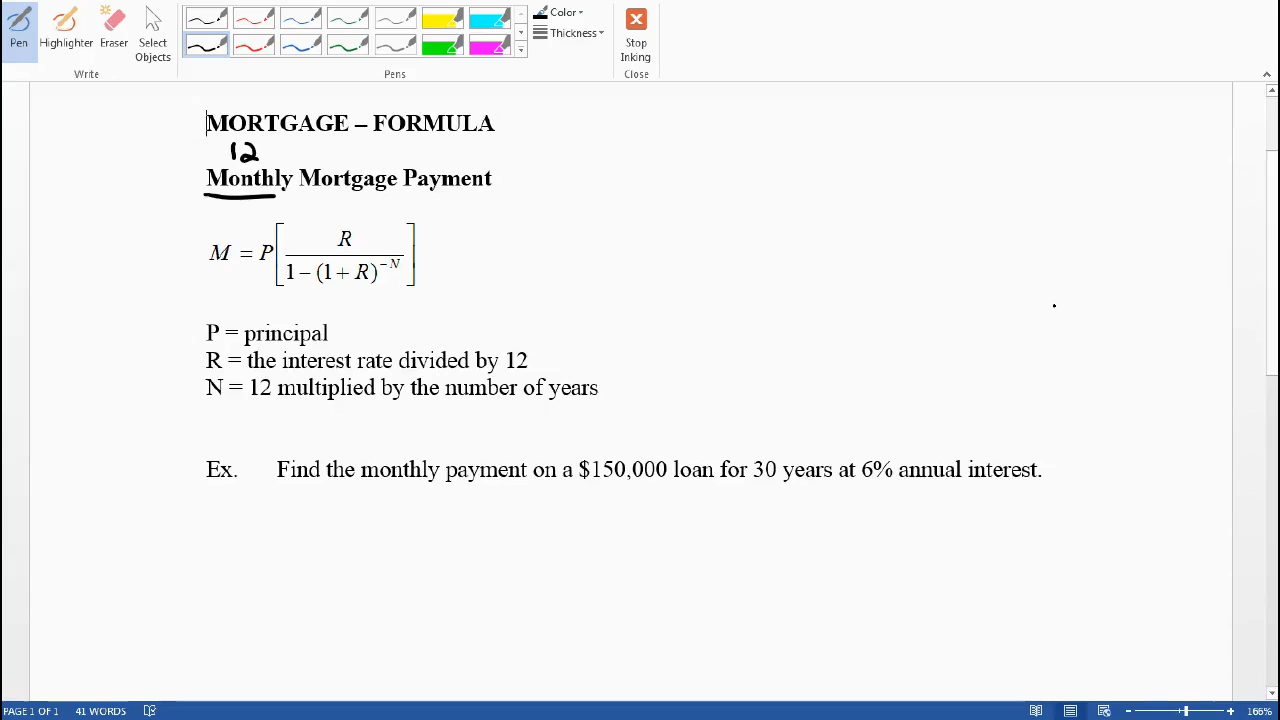 Pen
Highlighter
Eraser
Select Objects
Write
Pens
Color
Thickness
Stop Inking
Close
MORTGAGE – FORMULA
12
Monthly Mortgage Payment
M = P[R / 1 – (1 + R)^–N]
P = principal
R = the interest rate divided by 12
N = 12 multiplied by the number of years
Ex. Find the monthly payment on a $150,000 loan for 30 years at 6% annual interest.
PAGE 1 OF 1 41 WORDS 166%